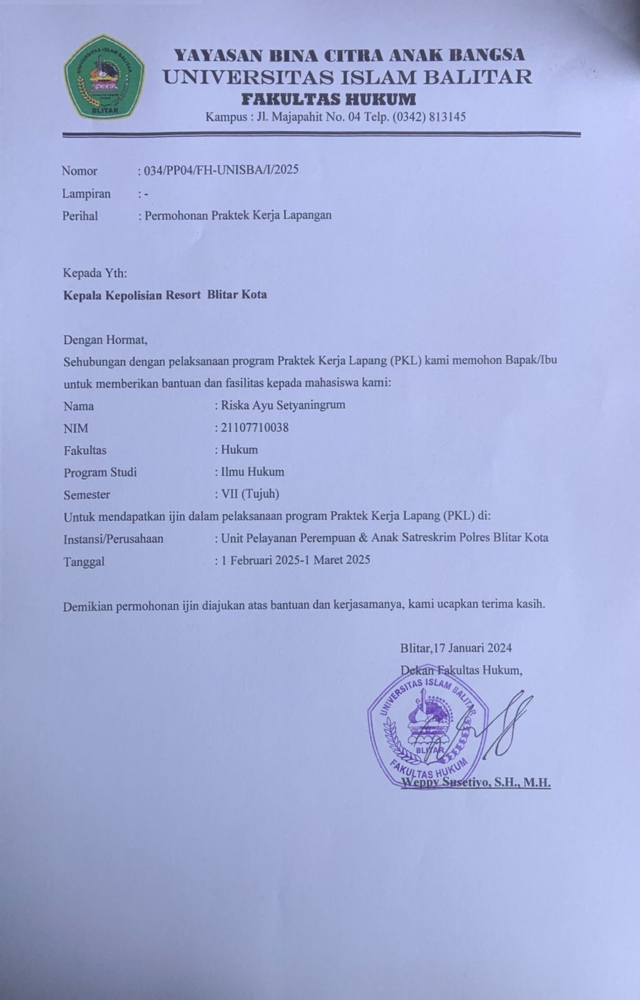 UNIVERSITAS ISLAM BALITAR
BLITAR
YAYASAN BINA CITRA ANAK BANGSA
UNIVERSITAS ISLAM BALITAR
FAKULTAS HUKUM
Kampus : Jl. Majapahit No. 04 Telp. (0342) 813145
Nomor : 034/PP04/FH-UNISBA/I/2025
Lampiran : -
Perihal : Permohonan Praktek Kerja Lapangan
Kepada Yth:
Kepala Kepolisian Resort Blitar Kota
Dengan Hormat,
Sehubungan dengan pelaksanaan program Praktek Kerja Lapang (PKL) kami memohon Bapak/Ibu
untuk memberikan bantuan dan fasilitas kepada mahasiswa kami:
Nama : Riska Ayu Setyaningrum
NIM : 21107710038
Fakultas : Hukum
Program Studi : Ilmu Hukum
Semester : VII (Tujuh)
Untuk mendapatkan ijin dalam pelaksanaan program Praktek Kerja Lapang (PKL) di:
Instansi/Perusahaan : Unit Pelayanan Perempuan & Anak Satreskrim Polres Blitar Kota
Tanggal : 1 Februari 2025-1 Maret 2025
Demikian permohonan ijin diajukan atas bantuan dan kerjasamanya, kami ucapkan terima kasih.
Blitar,17 Januari 2024
Dekan Fakultas Hukum,
UNIVERSITAS ISLAM BALITAR
BLITAR
FAKULTAS HUKUM
Weppy Susetiyo, S.H., M.H.